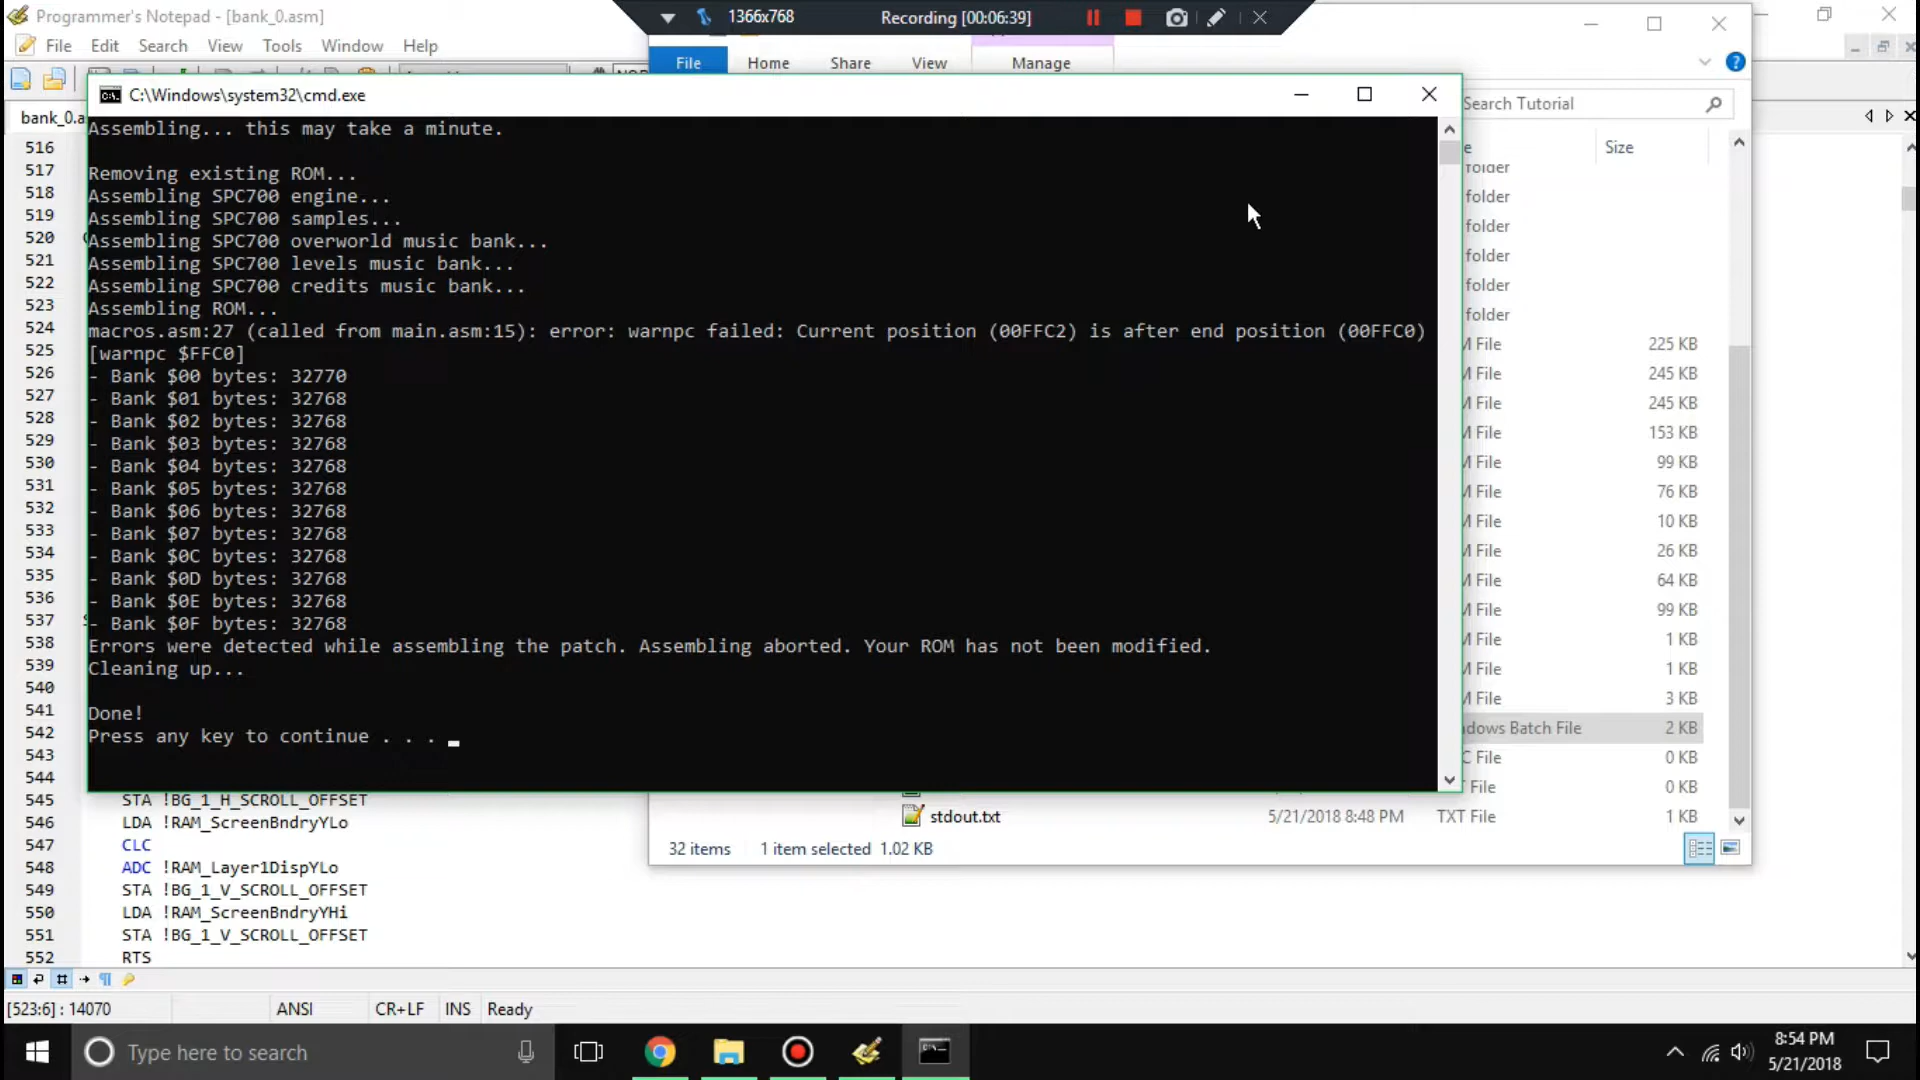 Programmer's Notepad - [bank_0.asm]
1366x768
Recording [00:06:39]
File Edit Search View Tools Window Help
File Home Share View Manage
bank_0.a
C:\Windows\system32\cmd.exe
Search Tutorial
Size
516
517
518
519
520
521
522
523
524
525
526
527
528
529
530
531
532
533
534
535
536
537
538
539
540
541
542
543
544
545
546
547
548
549
550
551
552
Assembling... this may take a minute.
Removing existing ROM...
Assembling SPC700 engine...
Assembling SPC700 samples...
Assembling SPC700 overworld music bank...
Assembling SPC700 levels music bank...
Assembling SPC700 credits music bank...
Assembling ROM...
macros.asm:27 (called from main.asm:15): error: warnpc failed: Current position (00FFC2) is after end position (00FFC0)
[warnpc $FFC0]
- Bank $00 bytes: 32770
- Bank $01 bytes: 32768
- Bank $02 bytes: 32768
- Bank $03 bytes: 32768
- Bank $04 bytes: 32768
- Bank $05 bytes: 32768
- Bank $06 bytes: 32768
- Bank $07 bytes: 32768
- Bank $0C bytes: 32768
- Bank $0D bytes: 32768
- Bank $0E bytes: 32768
- Bank $0F bytes: 32768
Errors were detected while assembling the patch. Assembling aborted. Your ROM has not been modified.
Cleaning up...
Done!
Press any key to continue . . .
folder
folder
folder
folder
folder
folder
M File 225 KB
M File 245 KB
M File 245 KB
M File 153 KB
M File 99 KB
M File 76 KB
M File 10 KB
M File 26 KB
M File 64 KB
M File 99 KB
M File 1 KB
M File 1 KB
M File 3 KB
dows Batch File 2 KB
C File 0 KB
File 0 KB
stdout.txt 5/21/2018 8:48 PM TXT File 1 KB
32 items 1 item selected 1.02 KB
STA !BG_1_H_SCROLL_OFFSET
LDA !RAM_ScreenBndryYLo
CLC
ADC !RAM_Layer1DispYLo
STA !BG_1_V_SCROLL_OFFSET
LDA !RAM_ScreenBndryYHi
STA !BG_1_V_SCROLL_OFFSET
RTS
[523:6] : 14070 ANSI CR+LF INS Ready
Type here to search
8:54 PM
5/21/2018